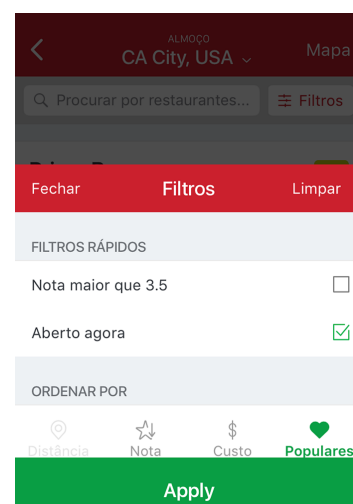 ALMOÇO
CA City, USA
Mapa
Procurar por restaurantes...
Filtros
Fechar
Filtros
Limpar
FILTROS RÁPIDOS
Nota maior que 3.5
Aberto agora
ORDENAR POR
Distância
Nota
Custo
Populares
Apply